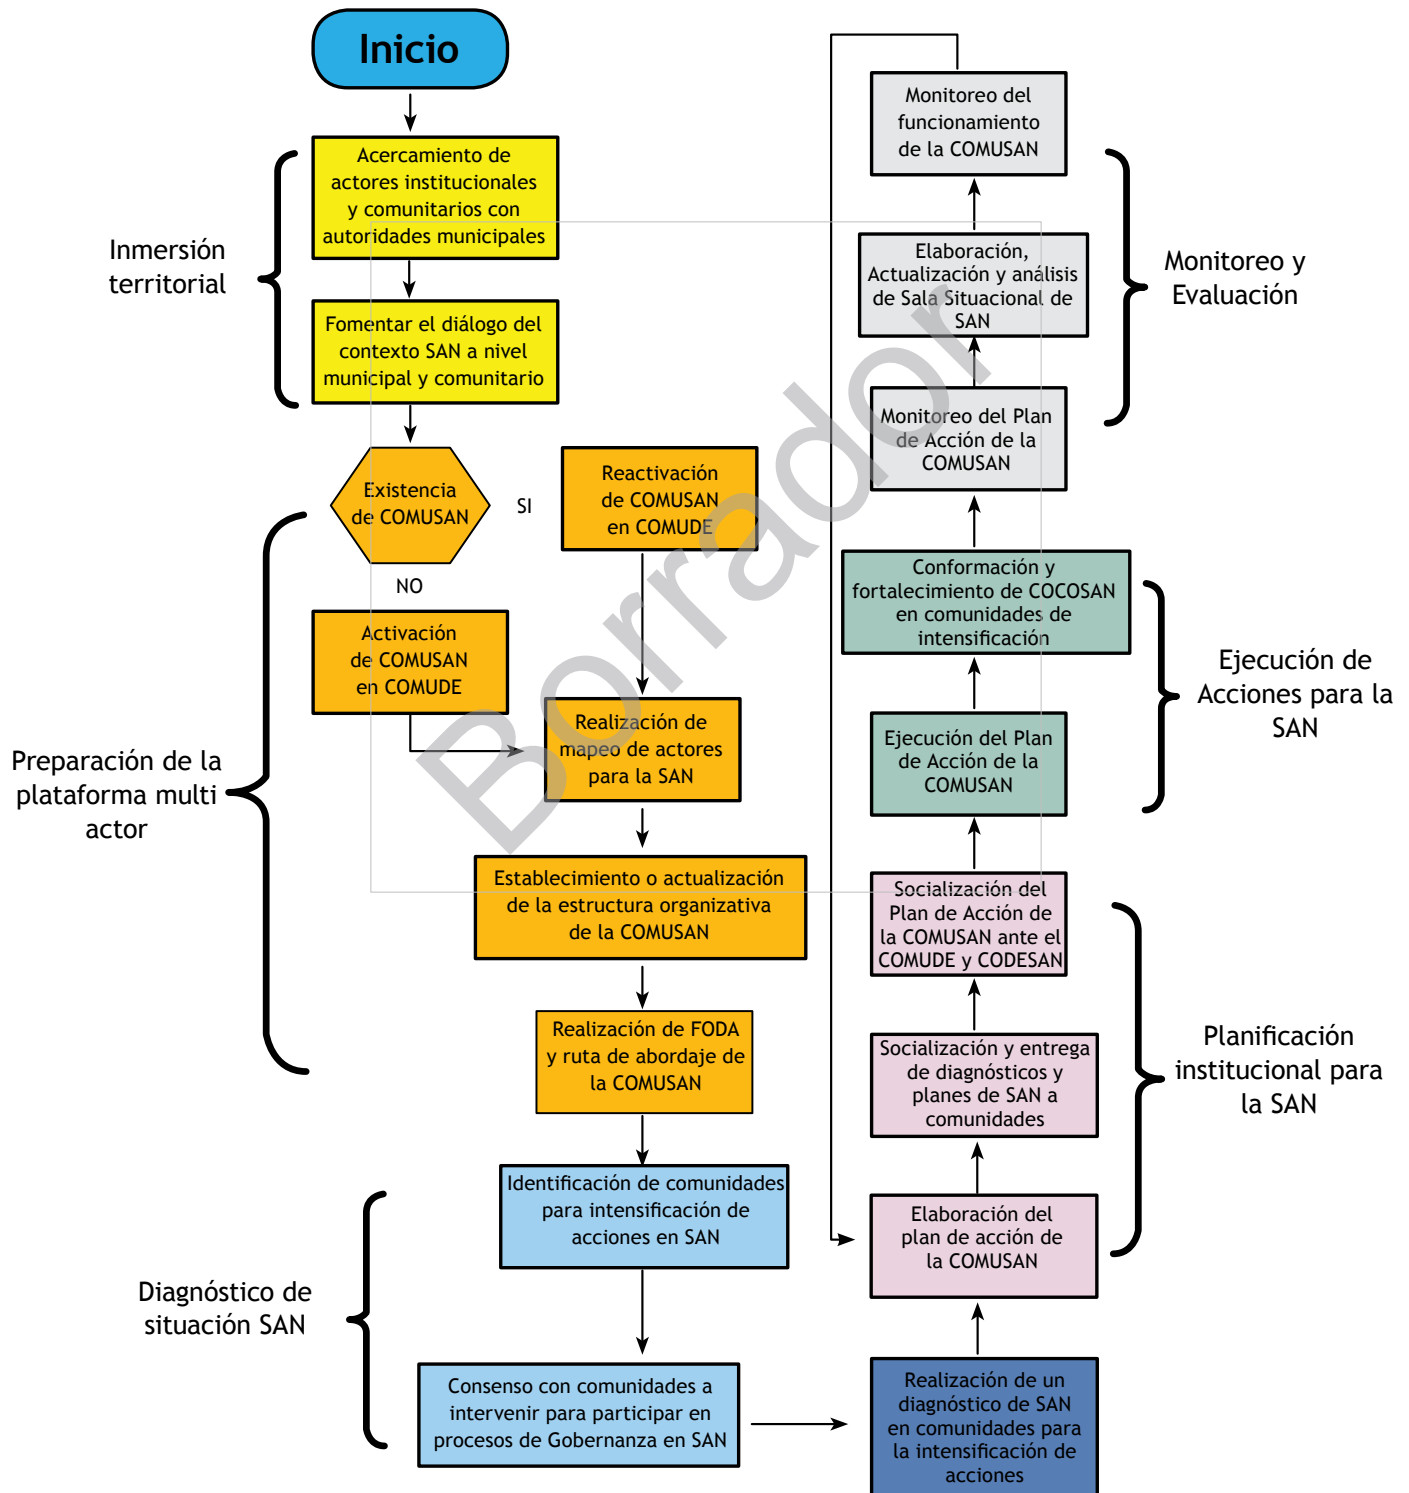 Inicio
Acercamiento de
actores institucionales
y comunitarios con
autoridades municipales
Inmersión
territorial
Fomentar el diálogo del
contexto SAN a nivel
municipal y comunitario
Existencia
de COMUSAN
SI
NO
Reactivación
de COMUSAN
en COMUDE
Activación
de COMUSAN
en COMUDE
Realización de
mapeo de actores
para la SAN
Preparación de la
plataforma multi
actor
Establecimiento o actualización
de la estructura organizativa
de la COMUSAN
Realización de FODA
y ruta de abordaje de
la COMUSAN
Identificación de comunidades
para intensificación de
acciones en SAN
Diagnóstico de
situación SAN
Consenso con comunidades a
intervenir para participar en
procesos de Gobernanza en SAN
Realización de un
diagnóstico de SAN
en comunidades para
la intensificación de
acciones
Elaboración del
plan de acción de
la COMUSAN
Socialización y entrega
de diagnósticos y
planes de SAN a
comunidades
Planificación
institucional para
la SAN
Socialización del
Plan de Acción de
la COMUSAN ante el
COMUDE y CODESAN
Ejecución del Plan
de Acción de la
COMUSAN
Ejecución de
Acciones para la
SAN
Conformación y
fortalecimiento de COCOSAN
en comunidades de
intensificación
Monitoreo del Plan
de Acción de la
COMUSAN
Elaboración,
Actualización y análisis
de Sala Situacional de
SAN
Monitoreo y
Evaluación
Monitoreo del
funcionamiento
de la COMUSAN
Borrador